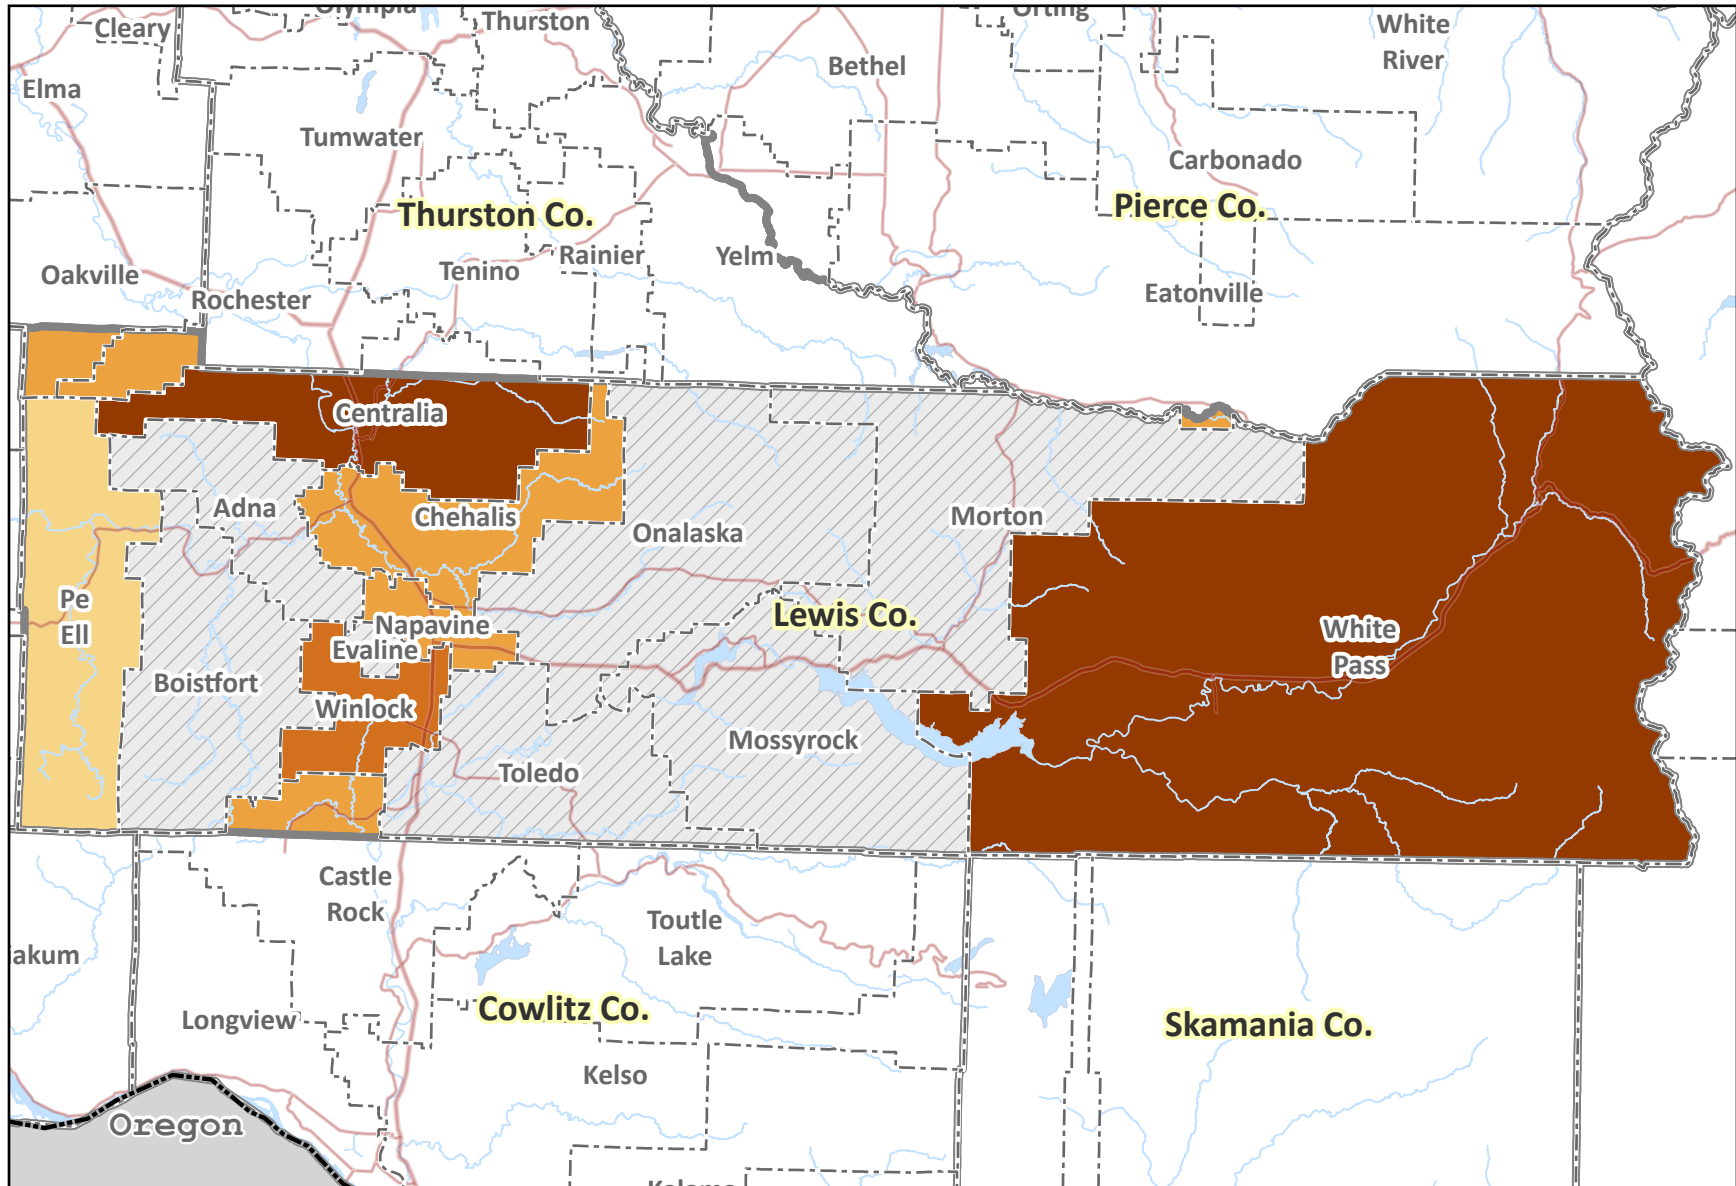 Cleary
Olympia
Thurston
Orting
White
River
Bethel
Elma
Tumwater
Carbonado
Thurston Co.
Pierce Co.
Oakville
Rochester
Tenino
Rainier
Yelm
Eatonville
Centralia
Adna
Chehalis
Onalaska
Morton
Pe
Ell
Napavine
Evaline
Lewis Co.
White
Pass
Boistfort
Winlock
Mossyrock
Toledo
Castle
Rock
Toutle
Lake
akum
Longview
Cowlitz Co.
Skamania Co.
Kelso
Oregon
Kalama